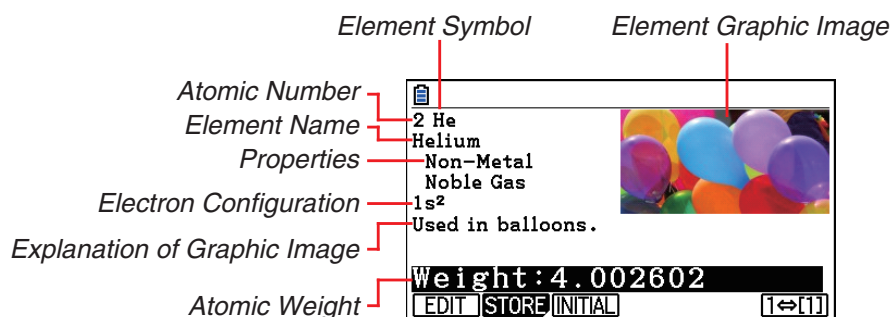 Element Symbol
Element Graphic Image
Atomic Number
Element Name
Properties
Electron Configuration
Explanation of Graphic Image
Atomic Weight
2 He
Helium
Non-Metal
Noble Gas
1s²
Used in balloons.
Weight:4.002602
EDIT STORE INITIAL 1⇔[1]